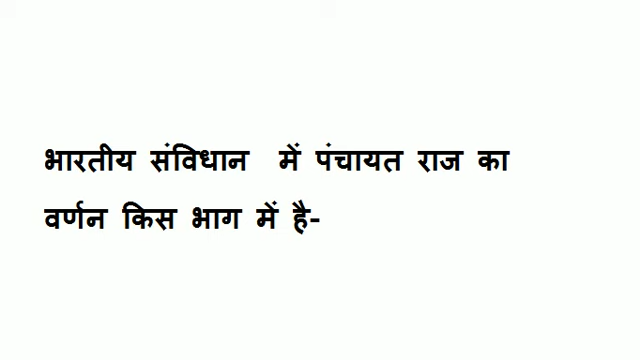 भारतीय संविधान में पंचायत राज का
वर्णन किस भाग में है-